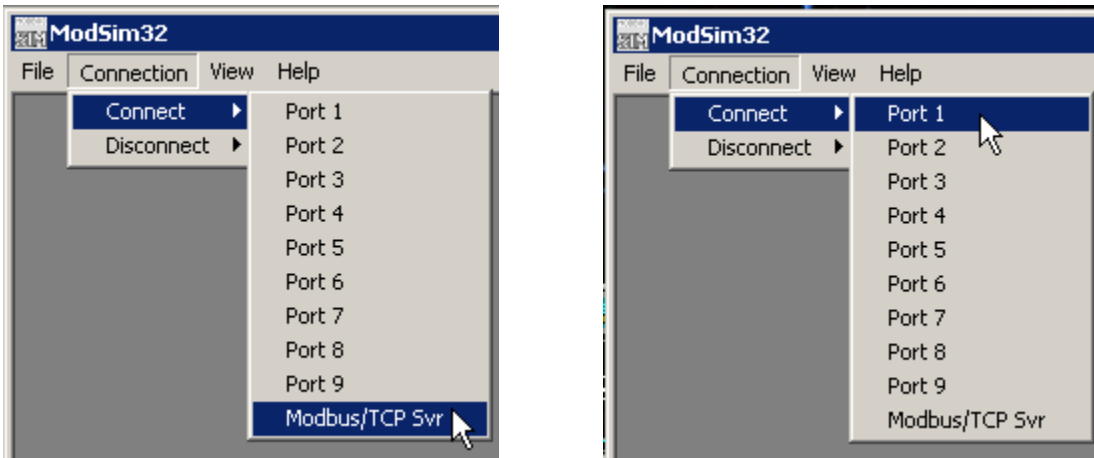 ModSim32
File Connection View Help
Connect Port 1
Disconnect Port 2
Port 3
Port 4
Port 5
Port 6
Port 7
Port 8
Port 9
Modbus/TCP Svr
ModSim32
File Connection View Help
Connect Port 1
Disconnect Port 2
Port 3
Port 4
Port 5
Port 6
Port 7
Port 8
Port 9
Modbus/TCP Svr